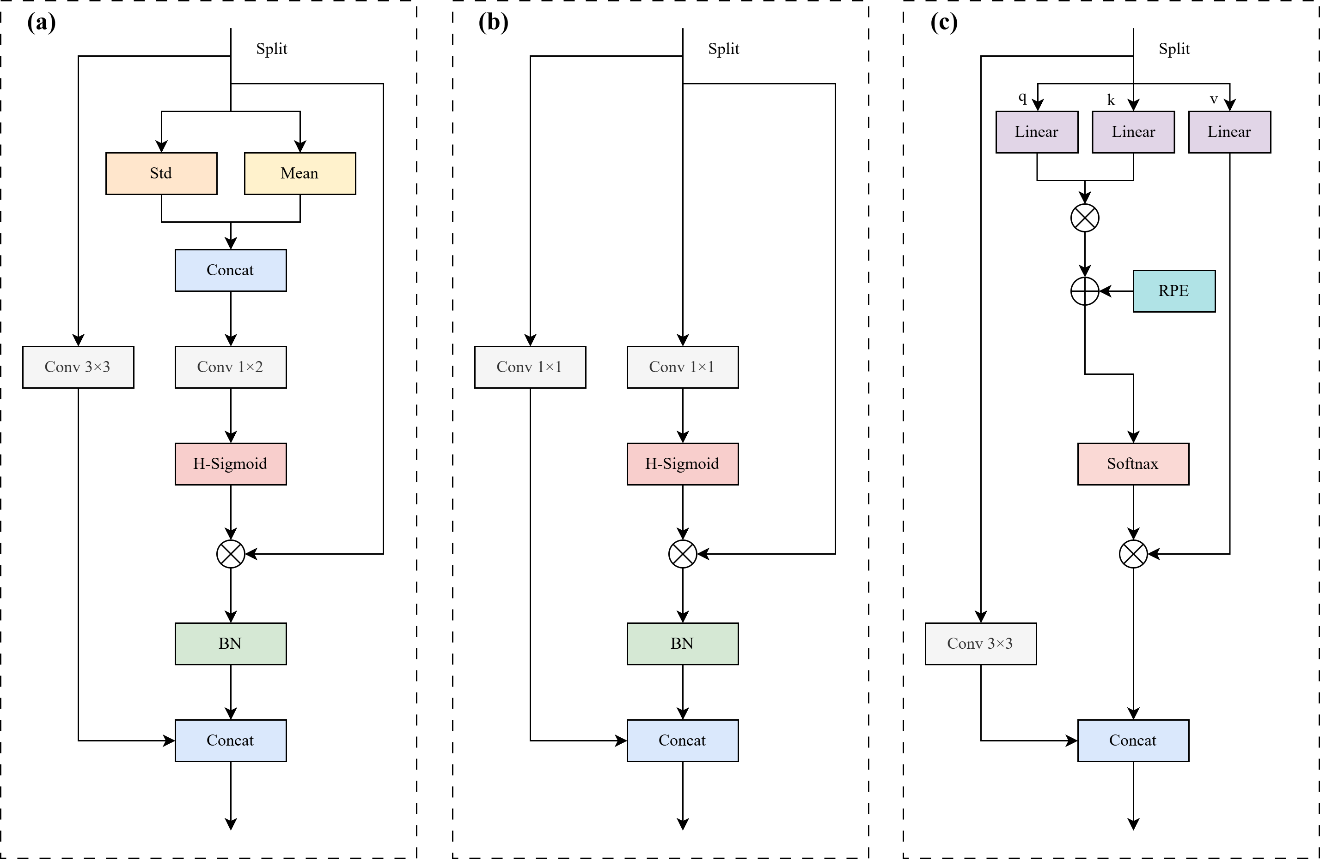 (a)
Split
Std
Mean
Concat
Conv 3×3
Conv 1×2
H-Sigmoid
BN
Concat
(b)
Conv 1×1
Conv 1×1
H-Sigmoid
BN
Concat
(c)
Split
q
k
v
Linear
Linear
Linear
RPE
Softnax
Conv 3×3
Concat